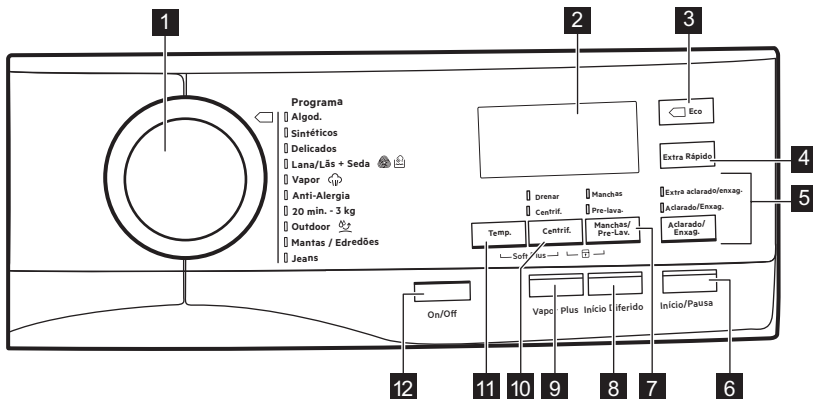 1
2
3
4
5
6
7
8
9
10
11
12
Programa
Algod.
Sintéticos
Delicados
Lana/Lãs + Seda
Vapor
Anti-Alergia
20 min. - 3 kg
Outdoor
Mantas / Edredões
Jeans
Eco
Extra Rápido
Extra aclarado/enxag.
Aclarado/Enxag.
Aclarado/
Enxag.
Drenar
Centrif.
Manchas
Pre-lava.
Temp.
Centrif.
Manchas/
Pre-Lav.
Soft Plus
On/Off
Vapor Plus
Início Diferido
Início/Pausa